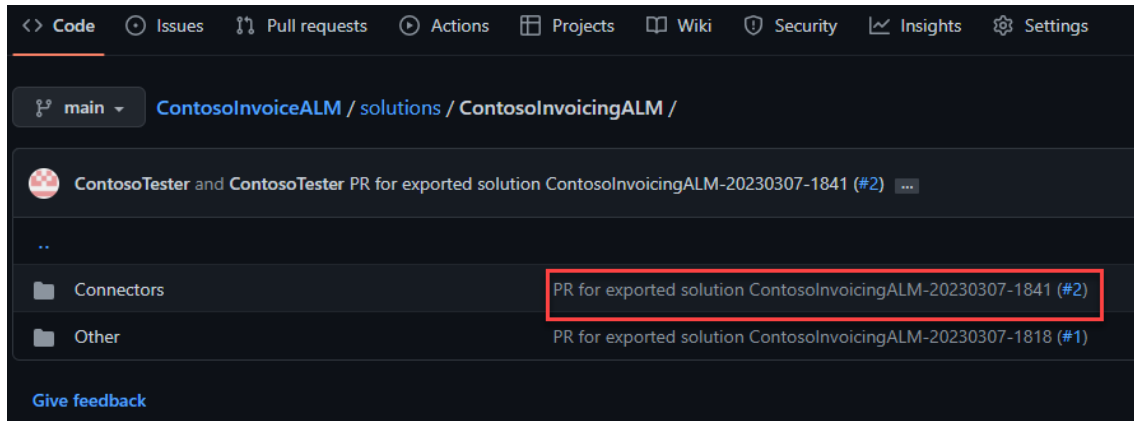 <> Code Issues Pull requests Actions Projects Wiki Security Insights Settings
main ContosoInvoiceALM / solutions / ContosoInvoicingALM /
ContosoTester and ContosoTester PR for exported solution ContosoInvoicingALM-20230307-1841 (#2) ...
..
Connectors PR for exported solution ContosoInvoicingALM-20230307-1841 (#2)
Other PR for exported solution ContosoInvoicingALM-20230307-1818 (#1)
Give feedback